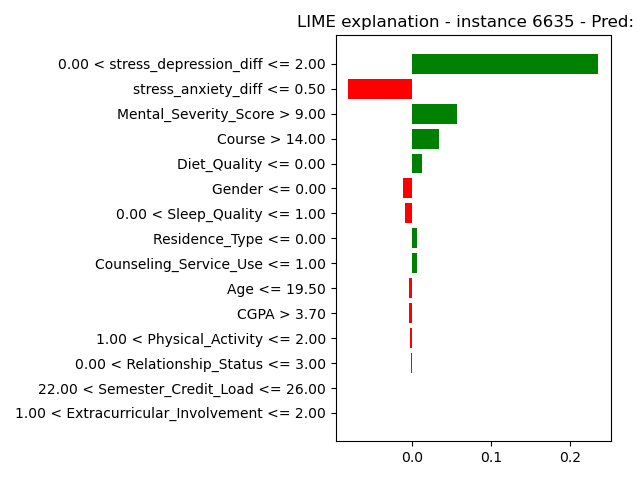 LIME explanation - instance 6635 - Pred:
0.00 < stress_depression_diff <= 2.00
stress_anxiety_diff <= 0.50
Mental_Severity_Score > 9.00
Course > 14.00
Diet_Quality <= 0.00
Gender <= 0.00
0.00 < Sleep_Quality <= 1.00
Residence_Type <= 0.00
Counseling_Service_Use <= 1.00
Age <= 19.50
CGPA > 3.70
1.00 < Physical_Activity <= 2.00
0.00 < Relationship_Status <= 3.00
22.00 < Semester_Credit_Load <= 26.00
1.00 < Extracurricular_Involvement <= 2.00
0.0 0.1 0.2